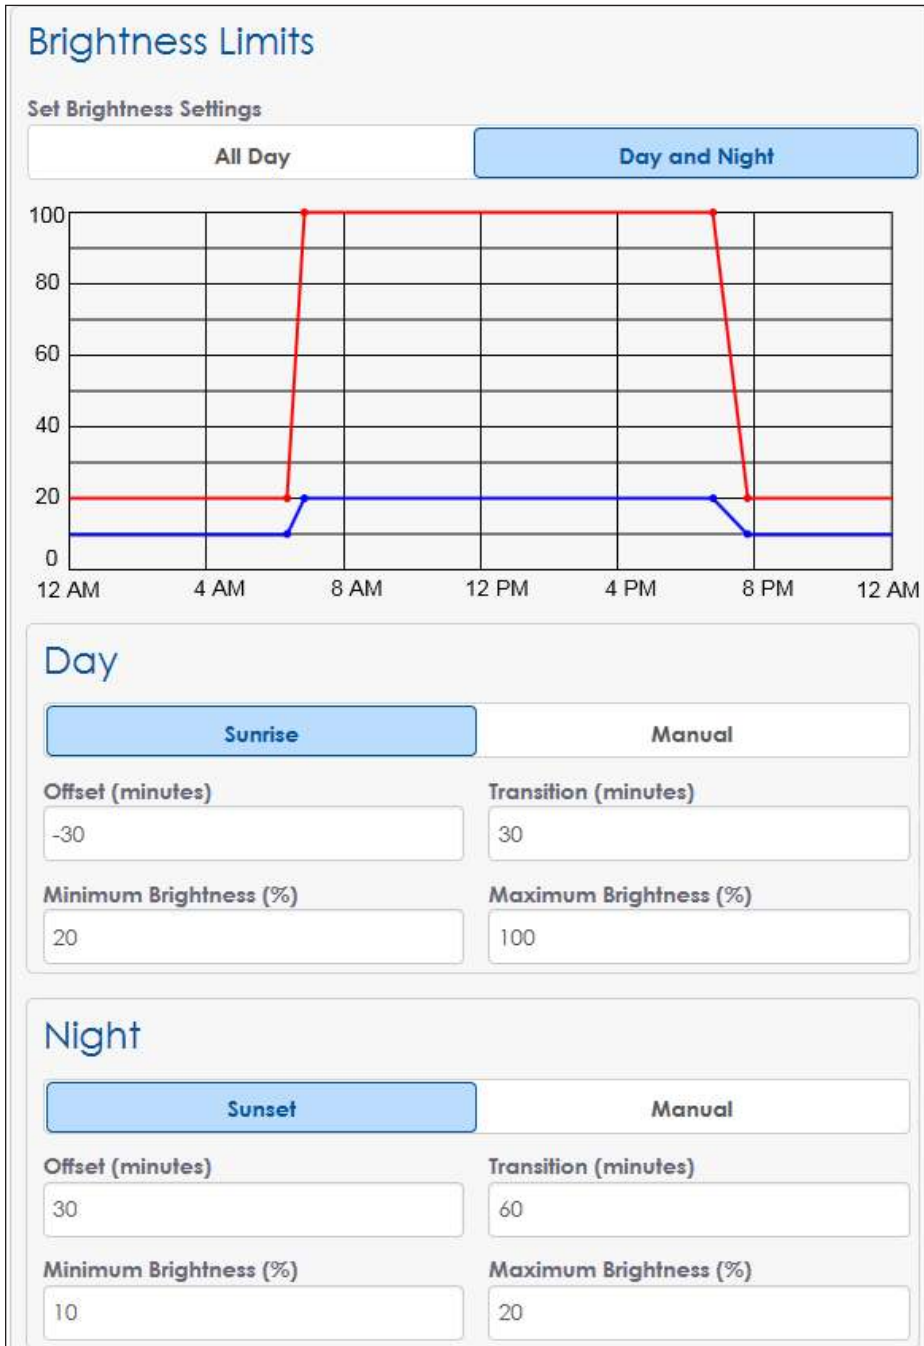 Brightness Limits
Set Brightness Settings
All Day Day and Night
100
80
60
40
20
0
12 AM 4 AM 8 AM 12 PM 4 PM 8 PM 12 AM
Day
Sunrise Manual
Offset (minutes) Transition (minutes)
-30 30
Minimum Brightness (%) Maximum Brightness (%)
20 100
Night
Sunset Manual
Offset (minutes) Transition (minutes)
30 60
Minimum Brightness (%) Maximum Brightness (%)
10 20